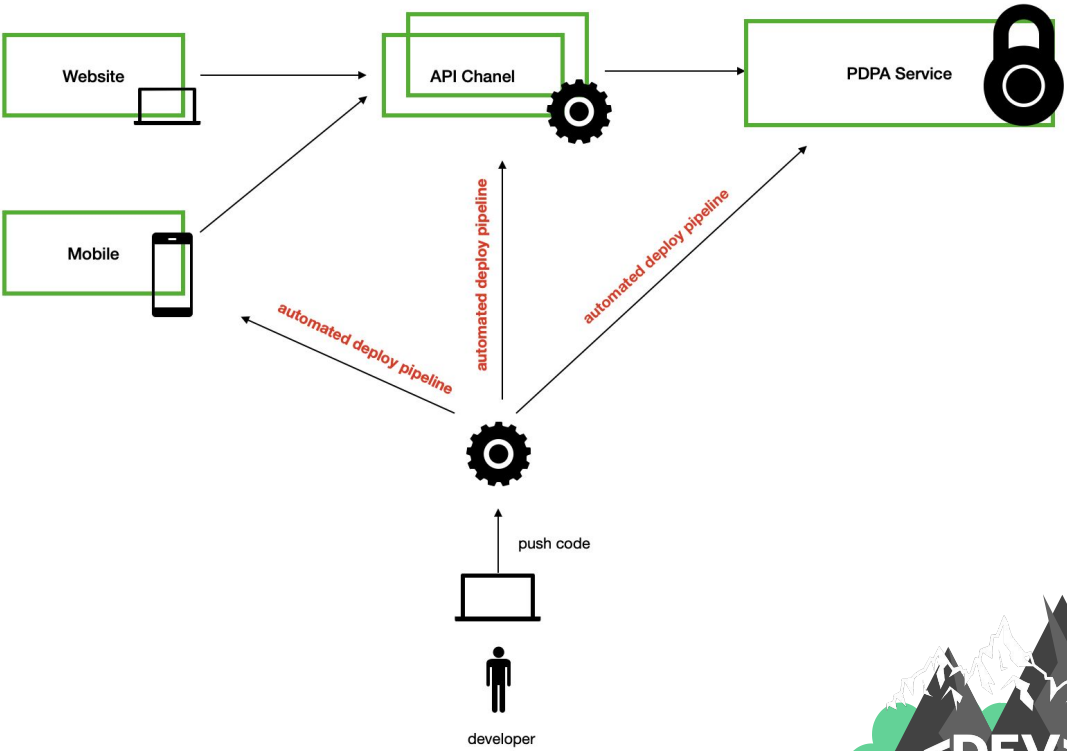 Website
API Chanel
PDPA Service
Mobile
automated deploy pipeline
automated deploy pipeline
automated deploy pipeline
push code
developer